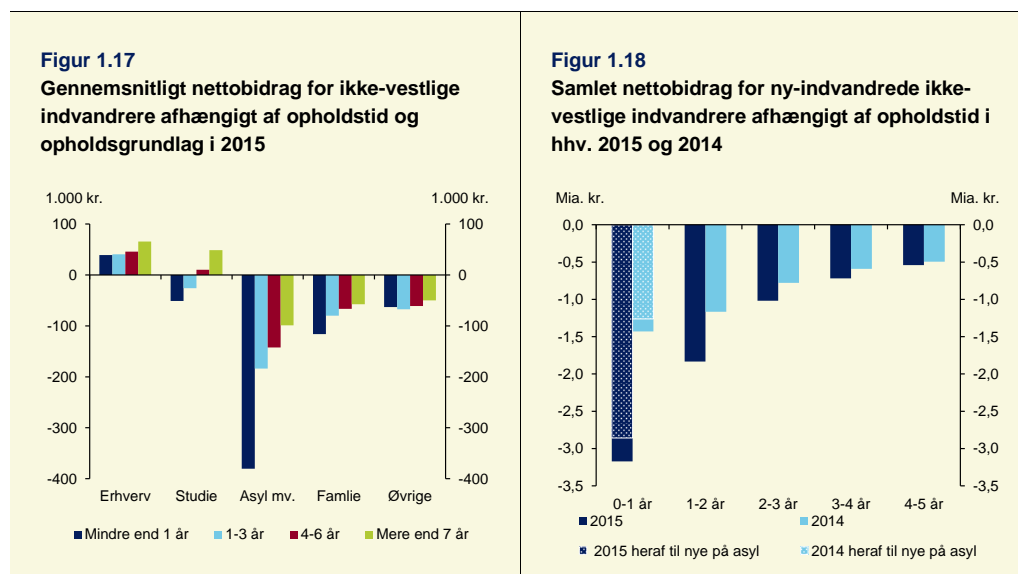 Figur 1.17
Gennemsnitligt nettobidrag for ikke-vestlige
indvandrere afhængigt af opholdstid og
opholdsgrundlag i 2015
1.000 kr.
1.000 kr.
100
0
-100
-200
-300
-400
100
0
-100
-200
-300
-400
Erhverv Studie Asyl mv. Famlie Øvrige
Mindre end 1 år 1-3 år 4-6 år Mere end 7 år
Figur 1.18
Samlet nettobidrag for ny-indvandrede ikke-
vestlige indvandrere afhængigt af opholdstid i
hhv. 2015 og 2014
Mia. kr.
Mia. kr.
0,0
-0,5
-1,0
-1,5
-2,0
-2,5
-3,0
-3,5
0,0
-0,5
-1,0
-1,5
-2,0
-2,5
-3,0
-3,5
0-1 år 1-2 år 2-3 år 3-4 år 4-5 år
2015 2014
2015 heraf til nye på asyl 2014 heraf til nye på asyl